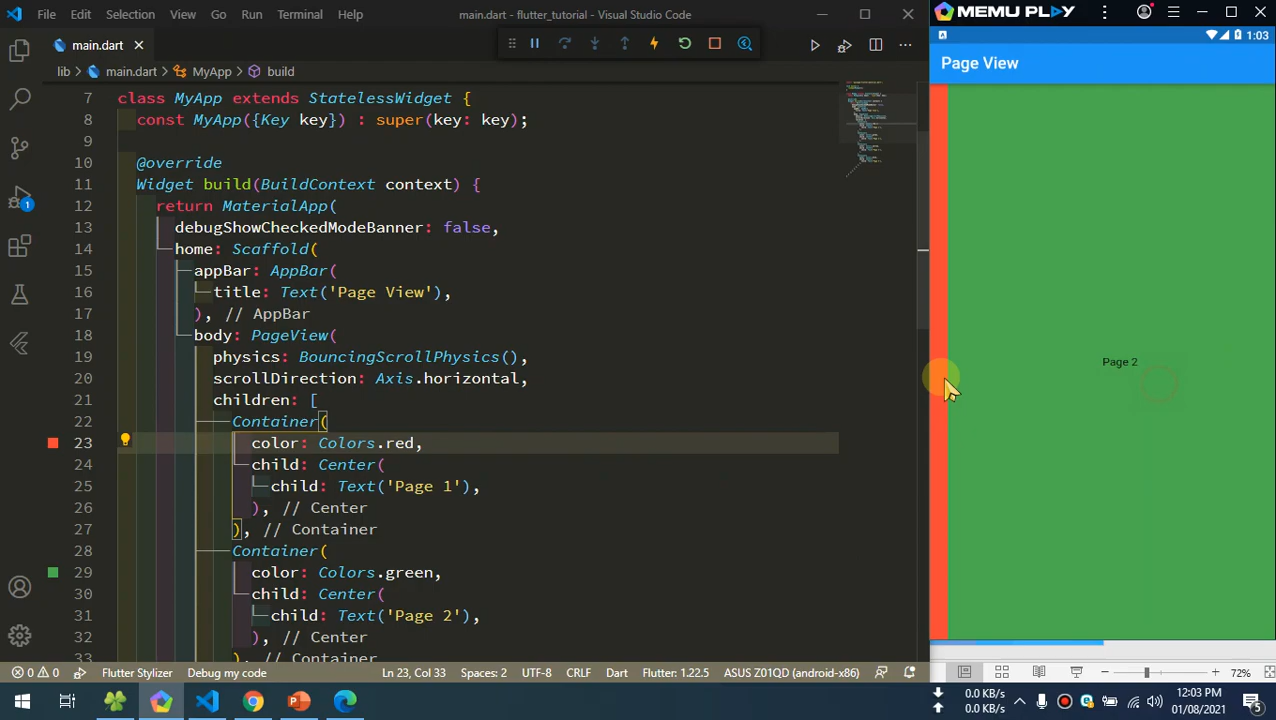 File Edit Selection View Go Run Terminal Help
main.dart - flutter_tutorial - Visual Studio Code
MEMU PLAY
main.dart
1:03
lib > main.dart > MyApp > build
Page View
7 class MyApp extends StatelessWidget {
8 const MyApp({Key key}) : super(key: key);
9
10 @override
11 Widget build(BuildContext context) {
12 return MaterialApp(
13 debugShowCheckedModeBanner: false,
14 home: Scaffold(
15 appBar: AppBar(
16 title: Text('Page View'),
17 ), // AppBar
18 body: PageView(
19 physics: BouncingScrollPhysics(),
20 scrollDirection: Axis.horizontal,
21 children: [
22 Container(
23 color: Colors.red,
24 child: Center(
25 child: Text('Page 1'),
26 ), // Center
27 ), // Container
28 Container(
29 color: Colors.green,
30 child: Center(
31 child: Text('Page 2'),
32 ), // Center
33 ), // Container
Page 2
1
0 0 Flutter Stylizer Debug my code Ln 23, Col 33 Spaces: 2 UTF-8 CRLF Dart Flutter: 1.22.5 ASUS Z01QD (android-x86)
72%
0.0 KB/s
0.0 KB/s
12:03 PM
01/08/2021
5